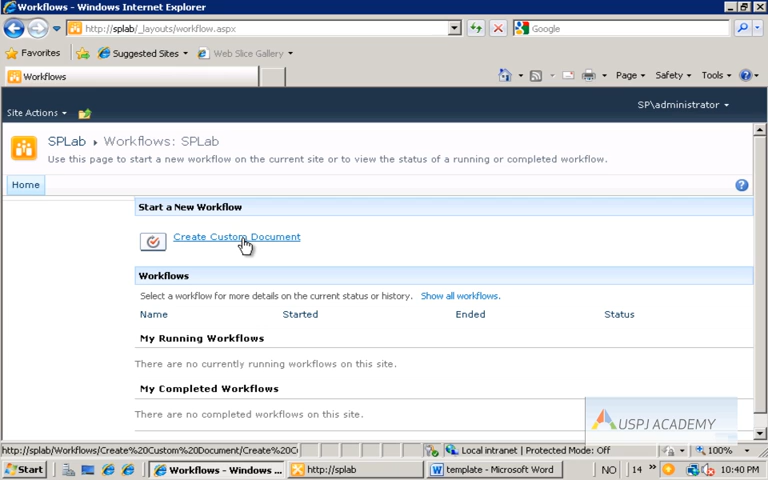 Workflows - Windows Internet Explorer
http://splab/_layouts/workflow.aspx
Google
Favorites
Suggested Sites
Web Slice Gallery
Workflows
Page
Safety
Tools
Site Actions
SP\administrator
SPLab
Workflows: SPLab
Use this page to start a new workflow on the current site or to view the status of a running or completed workflow.
Home
Start a New Workflow
Create Custom Document
Workflows
Select a workflow for more details on the current status or history. Show all workflows.
Name Started Ended Status
My Running Workflows
There are no currently running workflows on this site.
My Completed Workflows
There are no completed workflows on this site.
USPJ ACADEMY
http://splab/Workflows/Create%20Custom%20Document/Create%20C
Local intranet | Protected Mode: Off
100%
Start
Workflows - Windows ...
http://splab
template - Microsoft Word
NO
14
10:40 PM